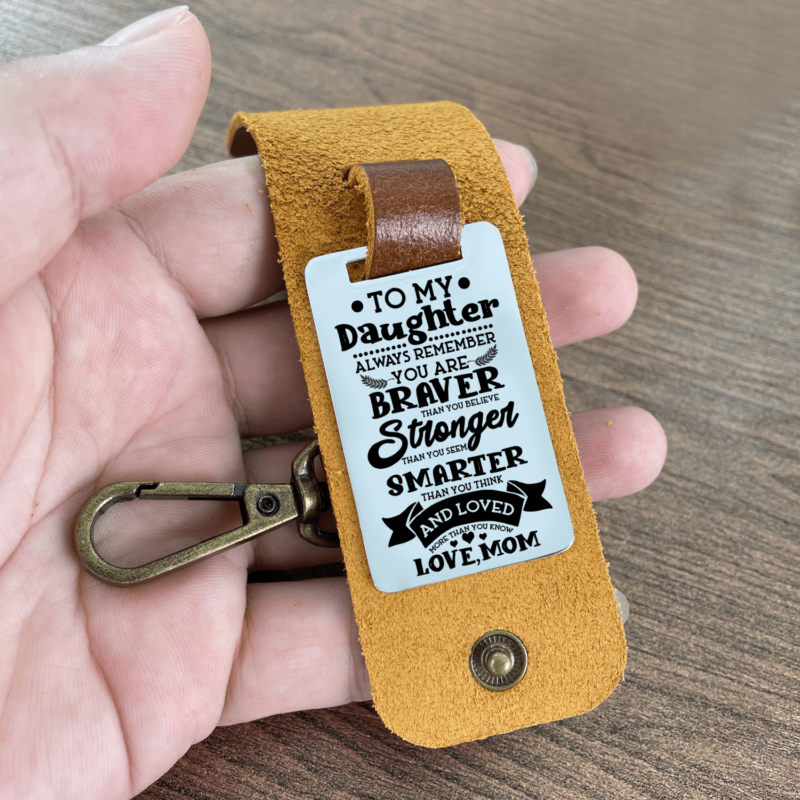 • TO MY •
Daughter
ALWAYS REMEMBER
YOU ARE
BRAVER
THAN YOU BELIEVE
Stronger
THAN YOU SEEM
SMARTER
THAN YOU THINK
AND LOVED
MORE THAN YOU KNOW
LOVE, MOM